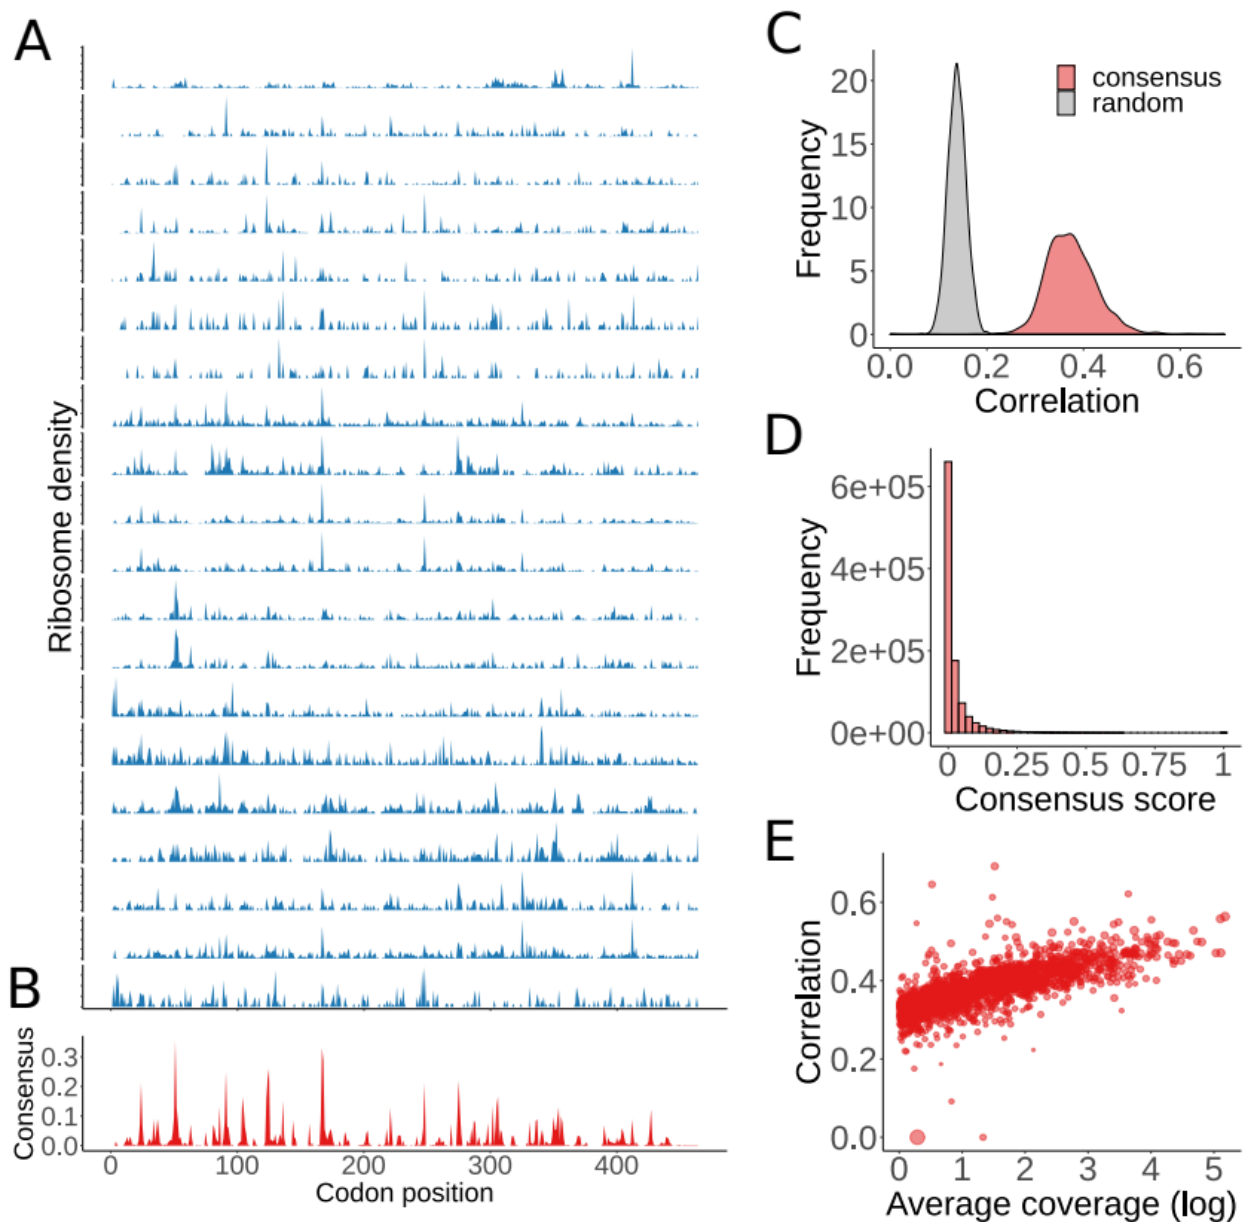 A
Ribosome density
B
Consensus
0.3
0.2
0.1
0.0
0 100 200 300 400
Codon position
C
consensus
random
Frequency
20
15
10
5
0
0.0 0.2 0.4 0.6
Correlation
D
Frequency
6e+05
4e+05
2e+05
0e+00
0 0.25 0.5 0.75 1
Consensus score
E
Correlation
0.6
0.4
0.2
0.0
0 1 2 3 4 5
Average coverage (log)